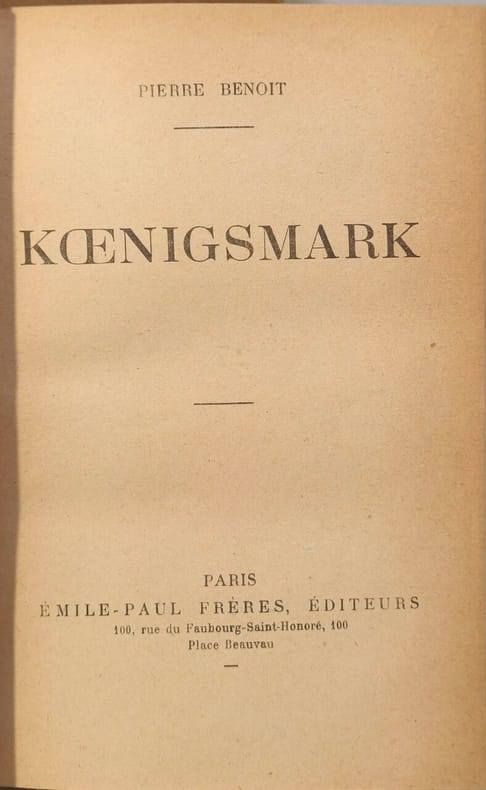 PIERRE BENOIT
KŒNIGSMARK
PARIS
ÉMILE-PAUL FRÈRES, ÉDITEURS
100, rue du Faubourg-Saint-Honoré, 100
Place Beauvau